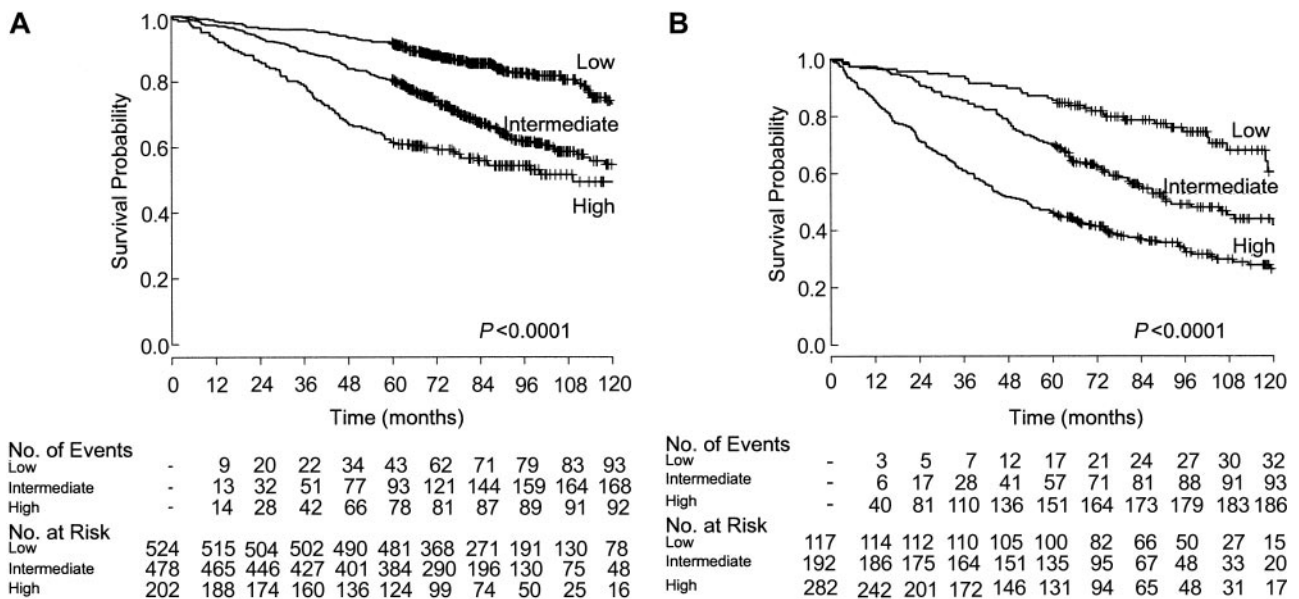 A
1.0
0.8
0.6
0.4
0.2
0.0
Survival Probability
Low
Intermediate
High
P<0.0001
0 12 24 36 48 60 72 84 96 108 120
Time (months)
No. of Events
Low - 9 20 22 34 43 62 71 79 83 93
Intermediate - 13 32 51 77 93 121 144 159 164 168
High - 14 28 42 66 78 81 87 89 91 92
No. at Risk
Low 524 515 504 502 490 481 368 271 191 130 78
Intermediate 478 465 446 427 401 384 290 196 130 75 48
High 202 188 174 160 136 124 99 74 50 25 16
B
1.0
0.8
0.6
0.4
0.2
0.0
Survival Probability
Low
Intermediate
High
P<0.0001
0 12 24 36 48 60 72 84 96 108 120
Time (months)
No. of Events
Low - 3 5 7 12 17 21 24 27 30 32
Intermediate - 6 17 28 41 57 71 81 88 91 93
High - 40 81 110 136 151 164 173 179 183 186
No. at Risk
Low 117 114 112 110 105 100 82 66 50 27 15
Intermediate 192 186 175 164 151 135 95 67 48 33 20
High 282 242 201 172 146 131 94 65 48 31 17